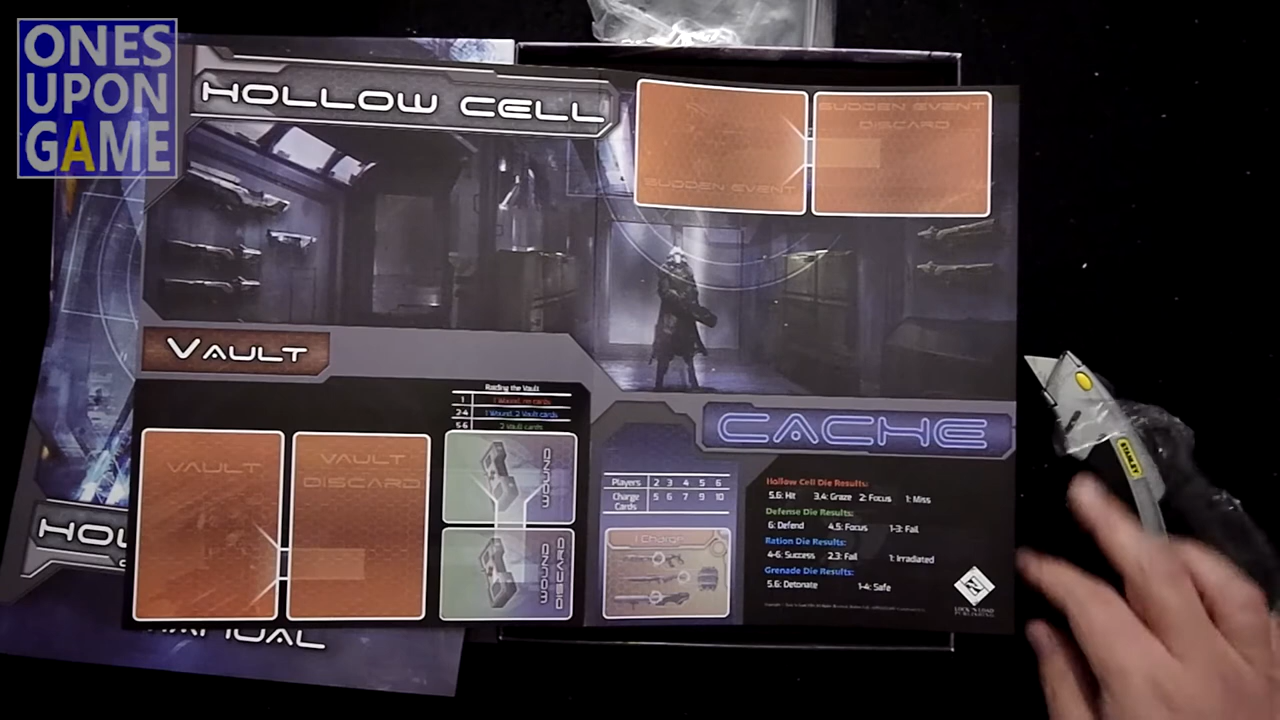 ONES
UPON
GAME
HOLLOW CELL
SUDDEN EVENT
SUDDEN EVENT
DISCARD
VAULT
Raiding the Vault
1 1 Wound, no cards
2-4 1 Wound, 2 Vault cards
5,6 2 Vault cards
VAULT
VAULT
DISCARD
WOUND
WOUND
DISCARD
CACHE
Players 2 3 4 5 6
Charge
Cards 5 6 7 9 10
1 Charge
Hollow Cell Die Results:
5,6: Hit 3,4: Graze 2: Focus 1: Miss
Defense Die Results:
6: Defend 4,5: Focus 1-3: Fail
Ration Die Results:
4-6: Success 2,3: Fail 1: Irradiated
Grenade Die Results:
5,6: Detonate 1-4: Safe
LOCK 'N LOAD
PUBLISHING
HOL
MANUAL
STANLEY